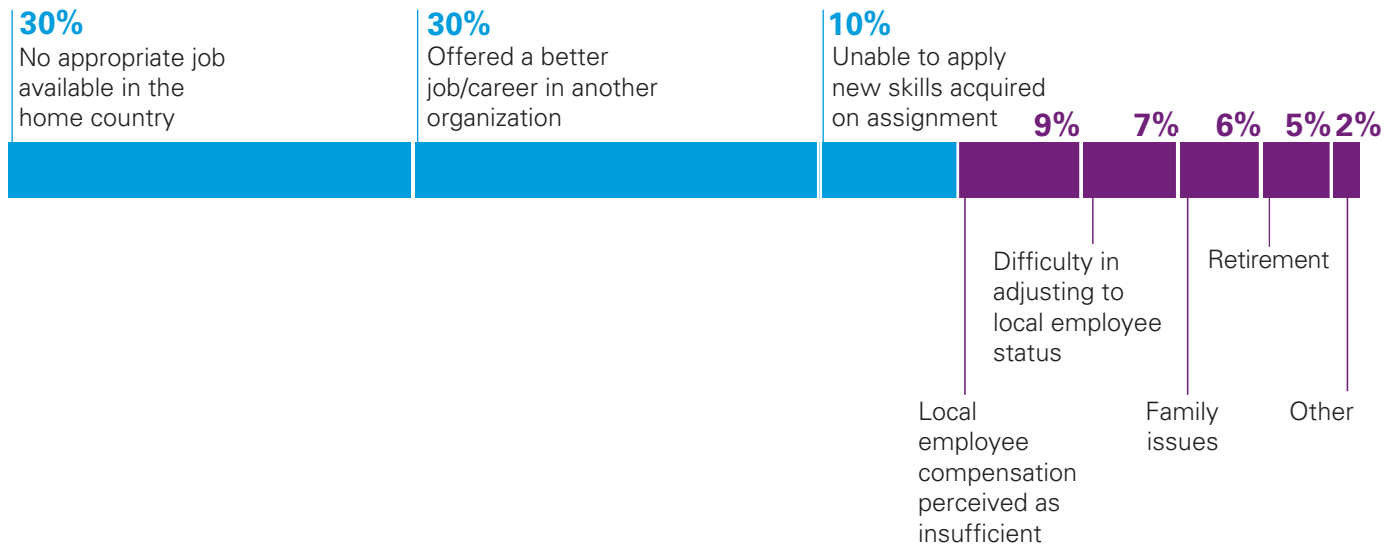 30%
No appropriate job
available in the
home country
30%
Offered a better
job/career in another
organization
10%
Unable to apply
new skills acquired
on assignment
9%
7%
6%
5%
2%
Local
employee
compensation
perceived as
insufficient
Difficulty in
adjusting to
local employee
status
Family
issues
Retirement
Other